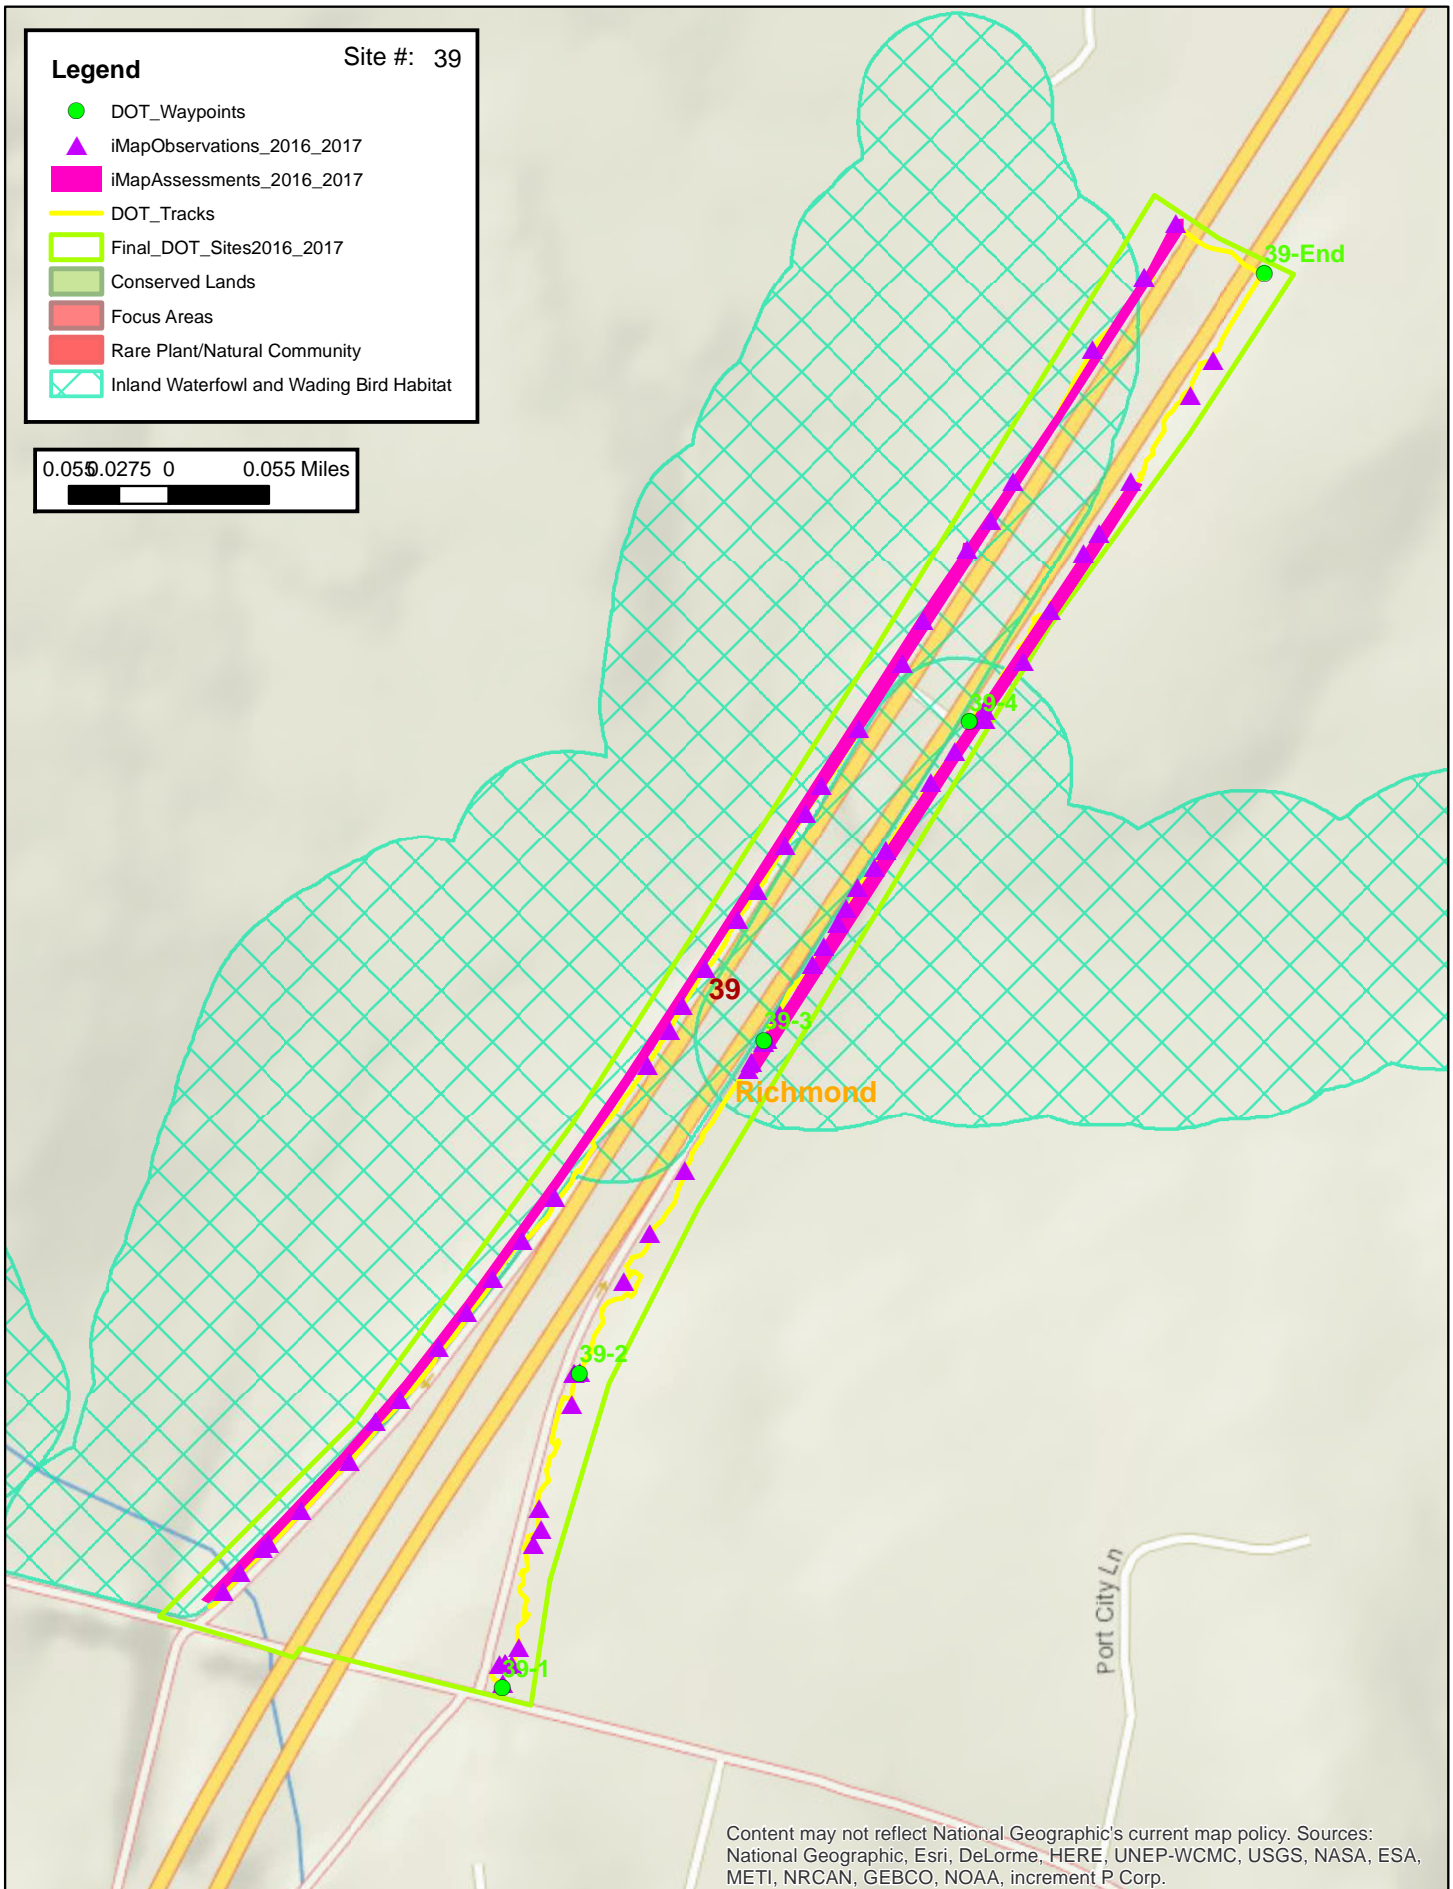 Legend
Site #: 39
DOT_Waypoints
iMapObservations_2016_2017
iMapAssessments_2016_2017
DOT_Tracks
Final_DOT_Sites2016_2017
Conserved Lands
Focus Areas
Rare Plant/Natural Community
Inland Waterfowl and Wading Bird Habitat
0.055 0.0275 0 0.055 Miles
39-End
39-4
39
39-3
Richmond
39-2
39-1
Port City Ln
Content may not reflect National Geographic's current map policy. Sources:
National Geographic, Esri, DeLorme, HERE, UNEP-WCMC, USGS, NASA, ESA,
METI, NRCAN, GEBCO, NOAA, increment P Corp.